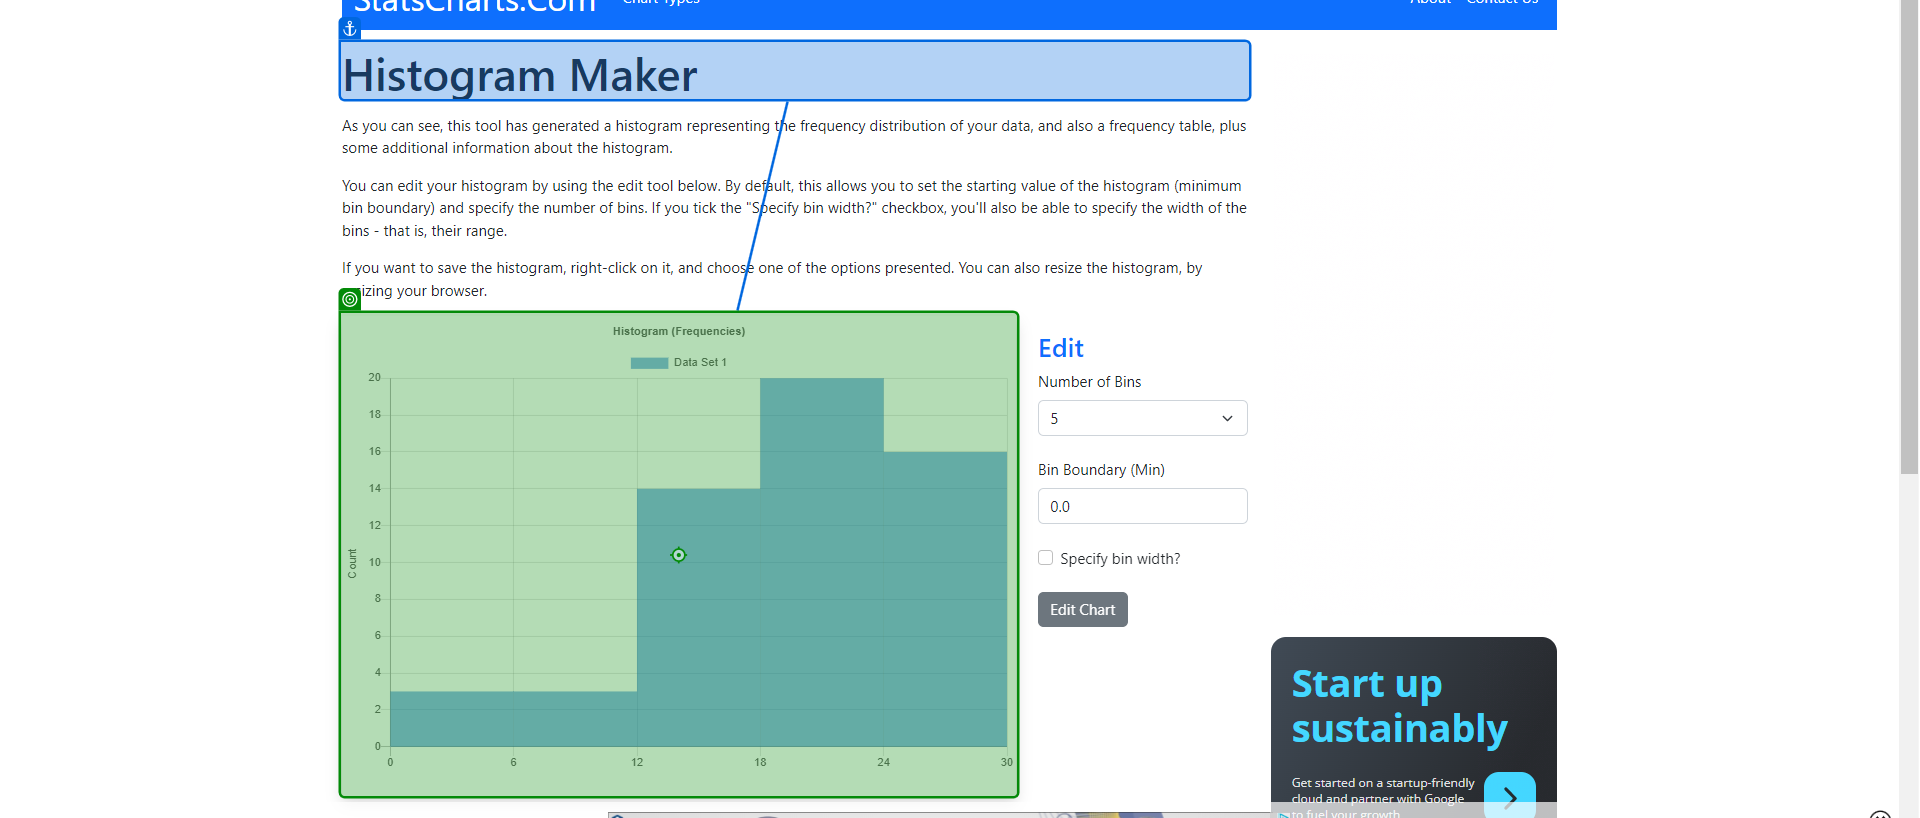 StatsCharts.Com Chart Types About Contact Us
Histogram Maker
As you can see, this tool has generated a histogram representing the frequency distribution of your data, and also a frequency table, plus
some additional information about the histogram.
You can edit your histogram by using the edit tool below. By default, this allows you to set the starting value of the histogram (minimum
bin boundary) and specify the number of bins. If you tick the "Specify bin width?" checkbox, you'll also be able to specify the width of the
bins - that is, their range.
If you want to save the histogram, right-click on it, and choose one of the options presented. You can also resize the histogram, by
izing your browser.
Histogram (Frequencies)
Data Set 1
20
18
16
14
12
10
8
6
4
2
0
Count
0 6 12 18 24 30
Edit
Number of Bins
5
Bin Boundary (Min)
0.0
Specify bin width?
Edit Chart
Start up
sustainably
Get started on a startup-friendly
cloud and partner with Google
to fuel your growth